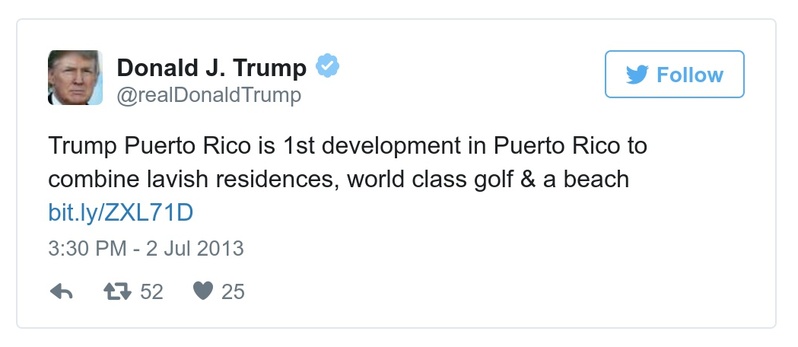 Donald J. Trump
@realDonaldTrump
Follow
Trump Puerto Rico is 1st development in Puerto Rico to
combine lavish residences, world class golf & a beach
bit.ly/ZXL71D
3:30 PM - 2 Jul 2013
52
25